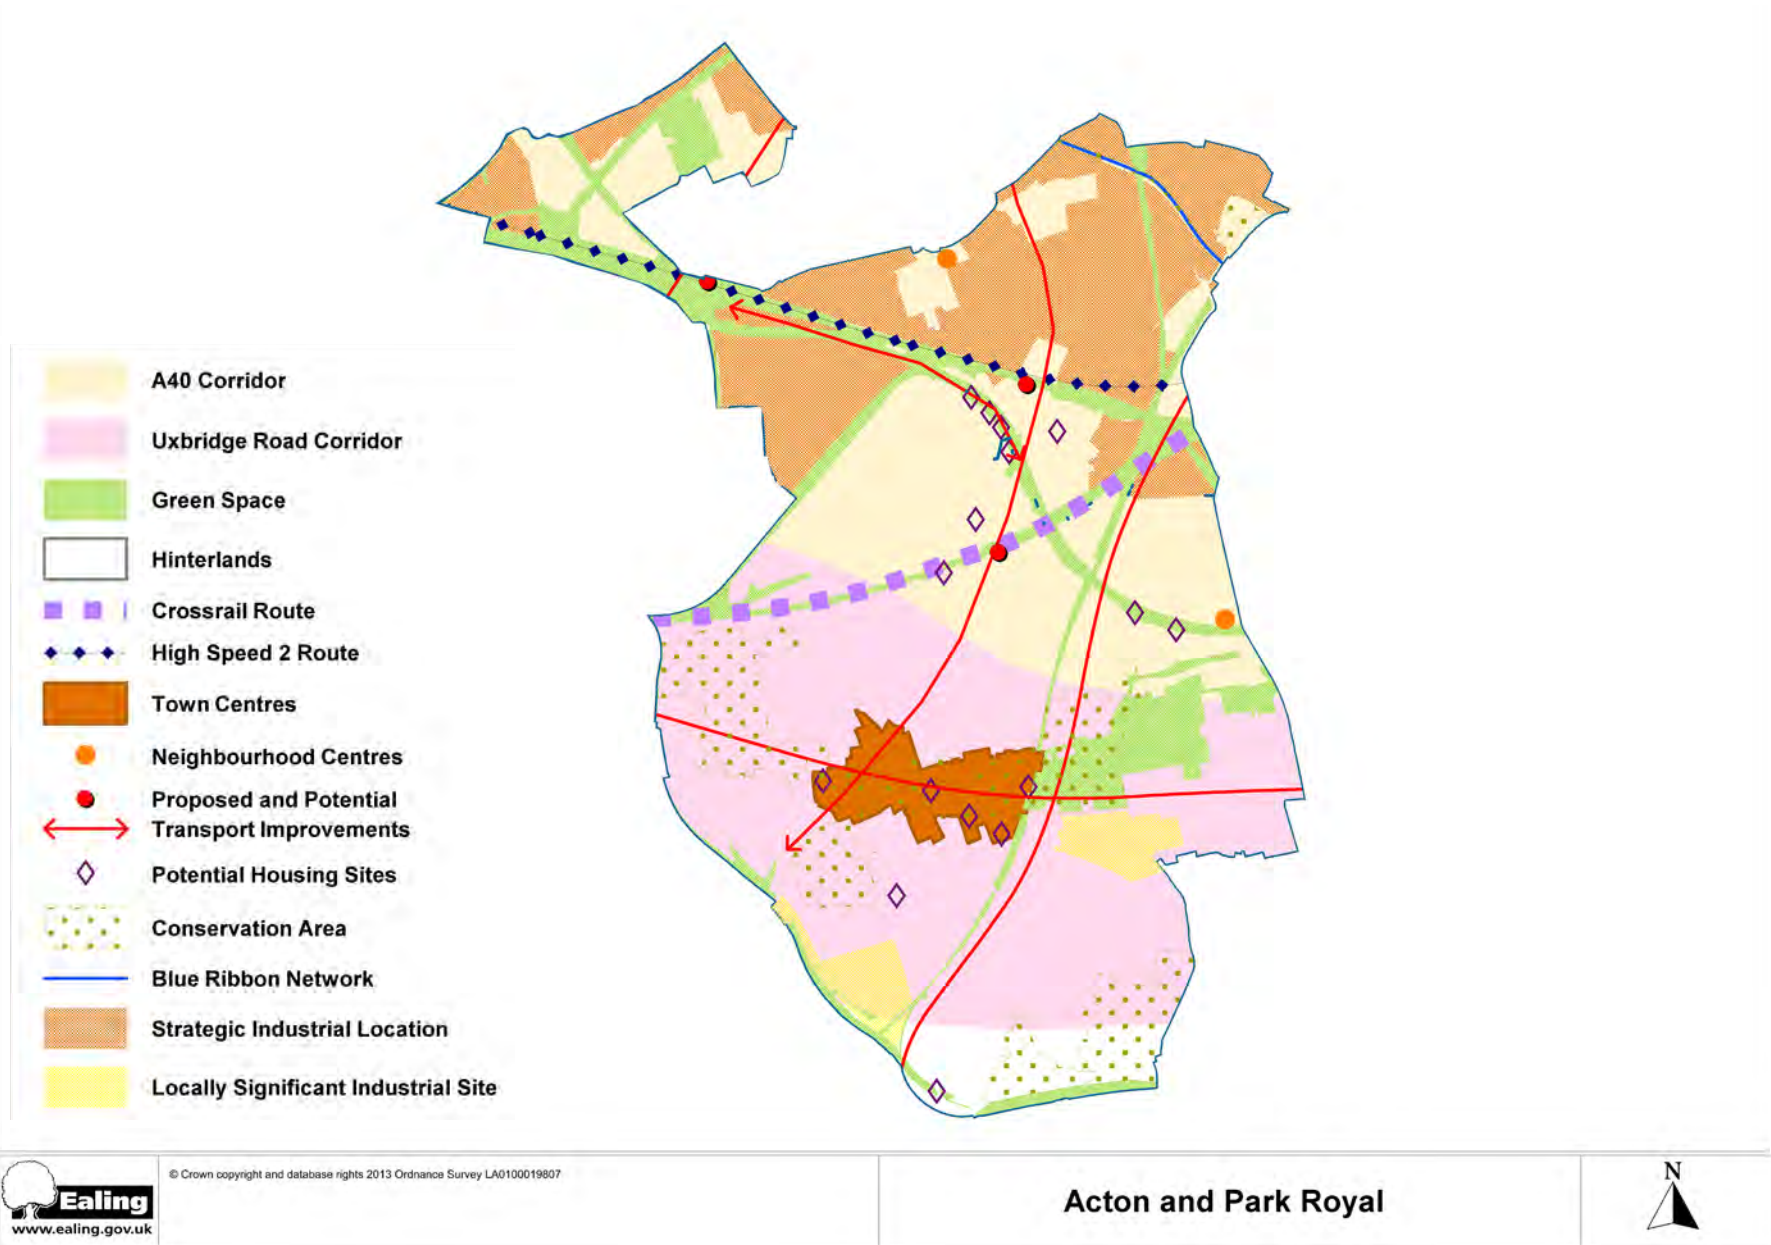 A40 Corridor
Uxbridge Road Corridor
Green Space
Hinterlands
Crossrail Route
High Speed 2 Route
Town Centres
Neighbourhood Centres
Proposed and Potential
Transport Improvements
Potential Housing Sites
Conservation Area
Blue Ribbon Network
Strategic Industrial Location
Locally Significant Industrial Site
Ealing
www.ealing.gov.uk
© Crown copyright and database rights 2013 Ordnance Survey LA0100019807
Acton and Park Royal
N